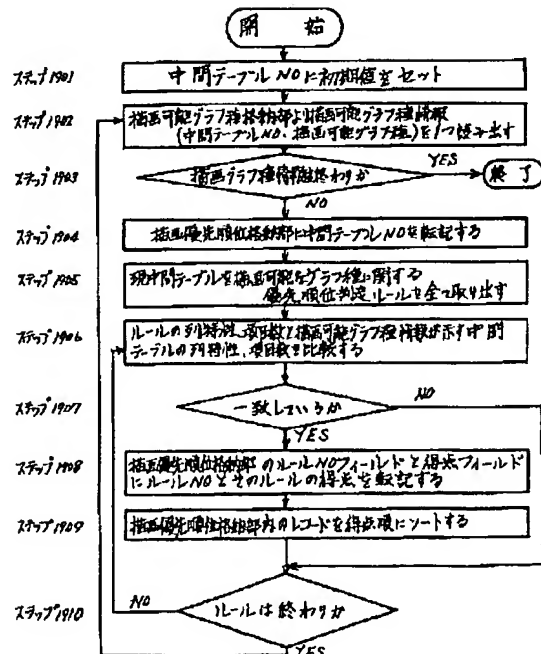 開 始
ステップ1901
中間テーブルNOに初期値をセット
ステップ1902
描画可能グラフ種格納部より描画可能グラフ種情報
(中間テーブルNO、描画可能グラフ種)を1つ読み出す
ステップ1903
描画グラフ種情報終わりか
YES
終 了
NO
ステップ1904
描画優先順位格納部に中間テーブルNOを転記する
ステップ1905
現中間テーブルで描画可能なグラフ種に関する
優先順位判定ルールを全て取り出す
ステップ1906
ルールの列特性、項目数と描画可能グラフ種情報が示す中間
テーブルの列特性、項目数を比較する
ステップ1907
一致しているか
NO
YES
ステップ1908
描画優先順位格納部のルールNOフィールドと得点フィールド
にルールNOとそのルールの得点を転記する
ステップ1909
描画優先順位格納部内のレコードを得点順にソートする
ステップ1910
NO
ルールは終わりか
YES